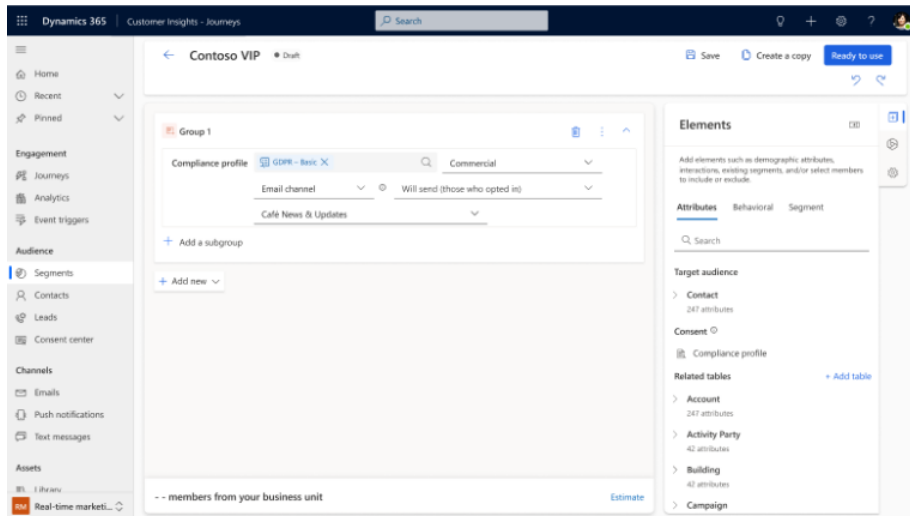 Dynamics 365
Customer Insights - Journeys
Search
Home
Recent
Pinned
Engagement
Journeys
Analytics
Event triggers
Audience
Segments
Contacts
Leads
Consent center
Channels
Emails
Push notifications
Text messages
Assets
Library
RM Real-time marketi...
Contoso VIP
Draft
Save
Create a copy
Ready to use
Group 1
Compliance profile GDPR - Basic Commercial
Email channel Will send (those who opted in)
Café News & Updates
+ Add a subgroup
+ Add new
- - members from your business unit
Estimate
Elements
Add elements such as demographic attributes,
interactions, existing segments, and/or select members
to include or exclude.
Attributes Behavioral Segment
Search
Target audience
Contact
247 attributes
Consent
Compliance profile
Related tables + Add table
Account
247 attributes
Activity Party
42 attributes
Building
42 attributes
Campaign